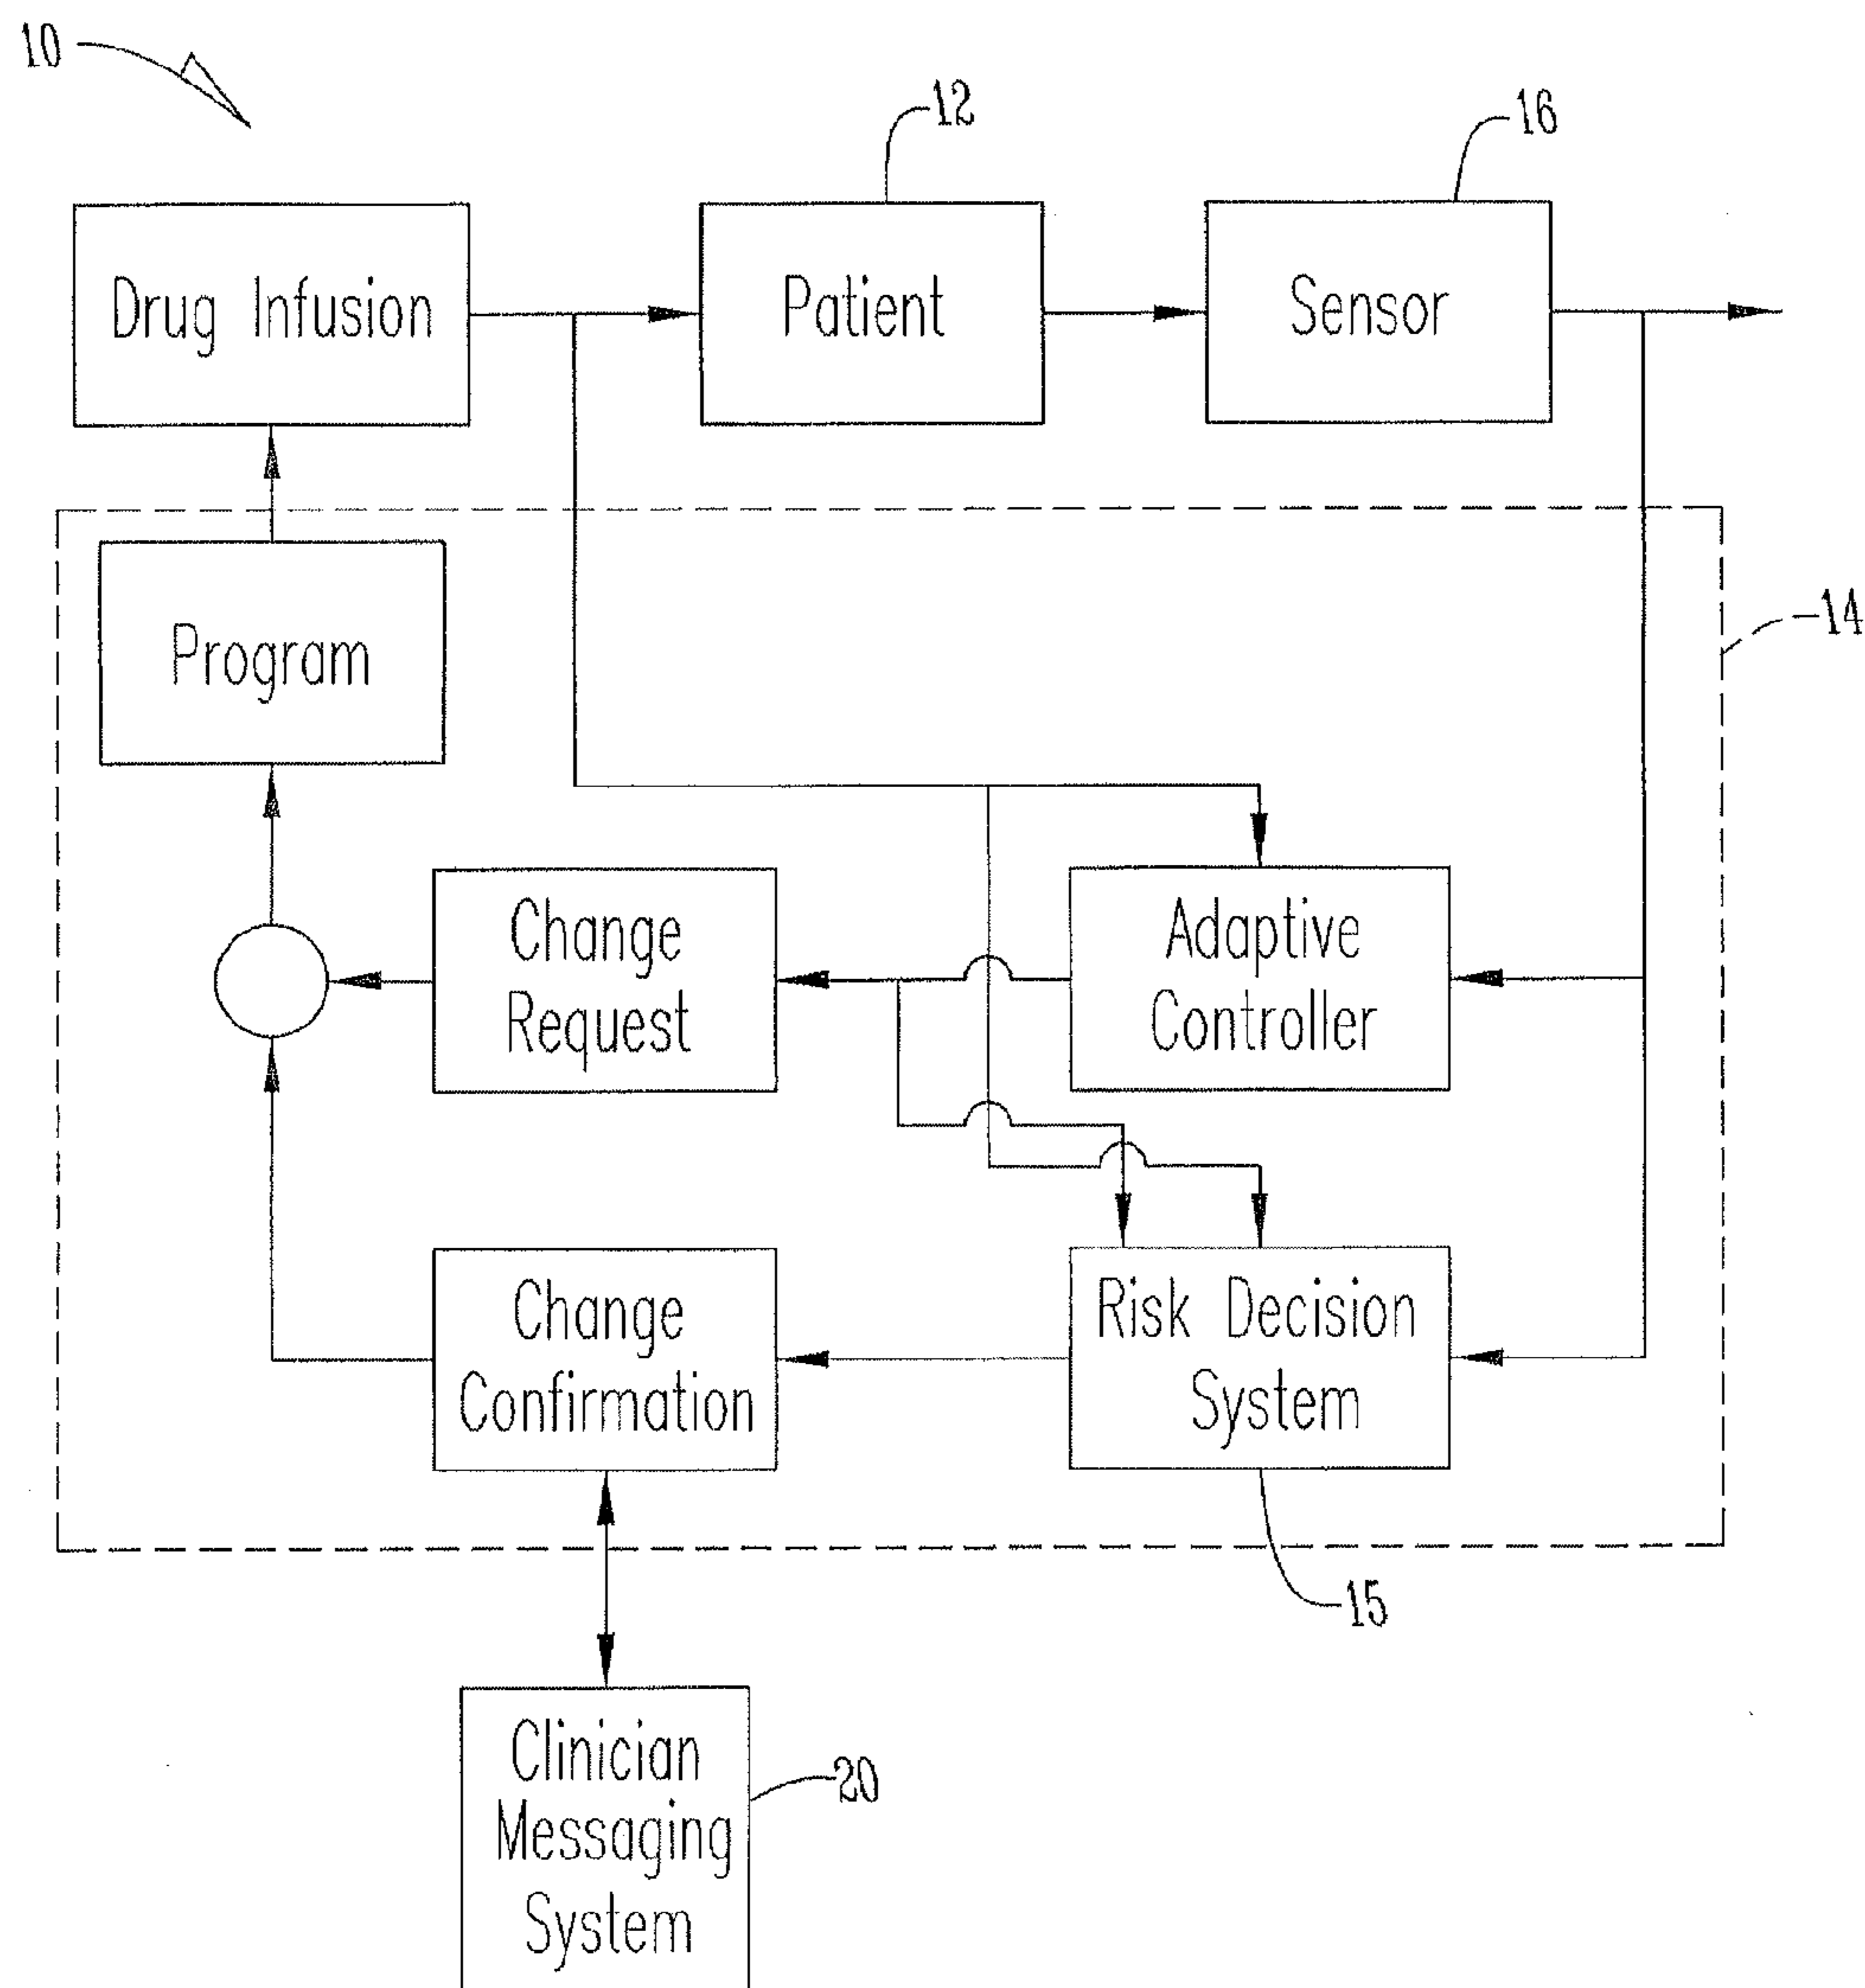 10
12
16
Drug Infusion
Patient
Sensor
14
Program
Change
Request
Adaptive
Controller
Change
Confirmation
Risk Decision
System
15
Clinician
Messaging
System
20